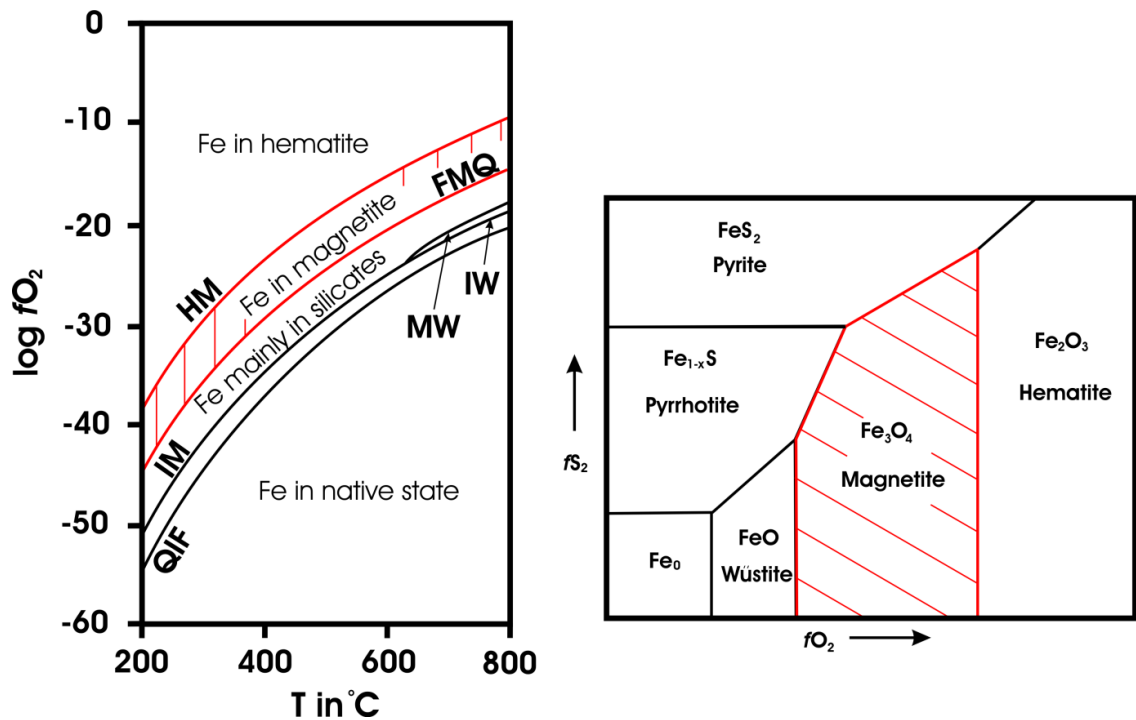 0
-10
-20
-30
-40
-50
-60
log fO₂
200
400
600
800
T in °C
Fe in hematite
HM
Fe in magnetite
FMQ
Fe mainly in silicates
MW
IW
IM
QIF
Fe in native state
FeS₂
Pyrite
Fe₁₋ₓS
Pyrrhotite
Fe₂O₃
Hematite
Fe₃O₄
Magnetite
Fe₀
FeO
Wüstite
fS₂
fO₂